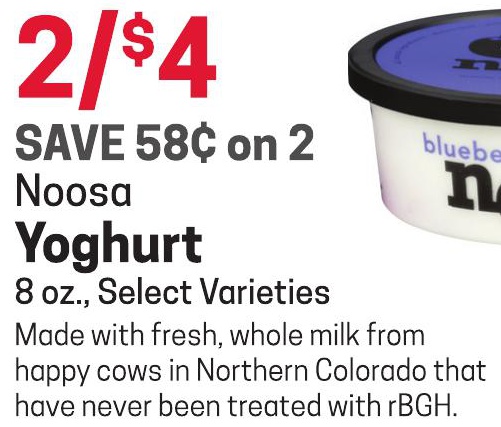 2/$4
SAVE 58¢ on 2
Noosa
Yoghurt
8 oz., Select Varieties
Made with fresh, whole milk from
happy cows in Northern Colorado that
have never been treated with rBGH.